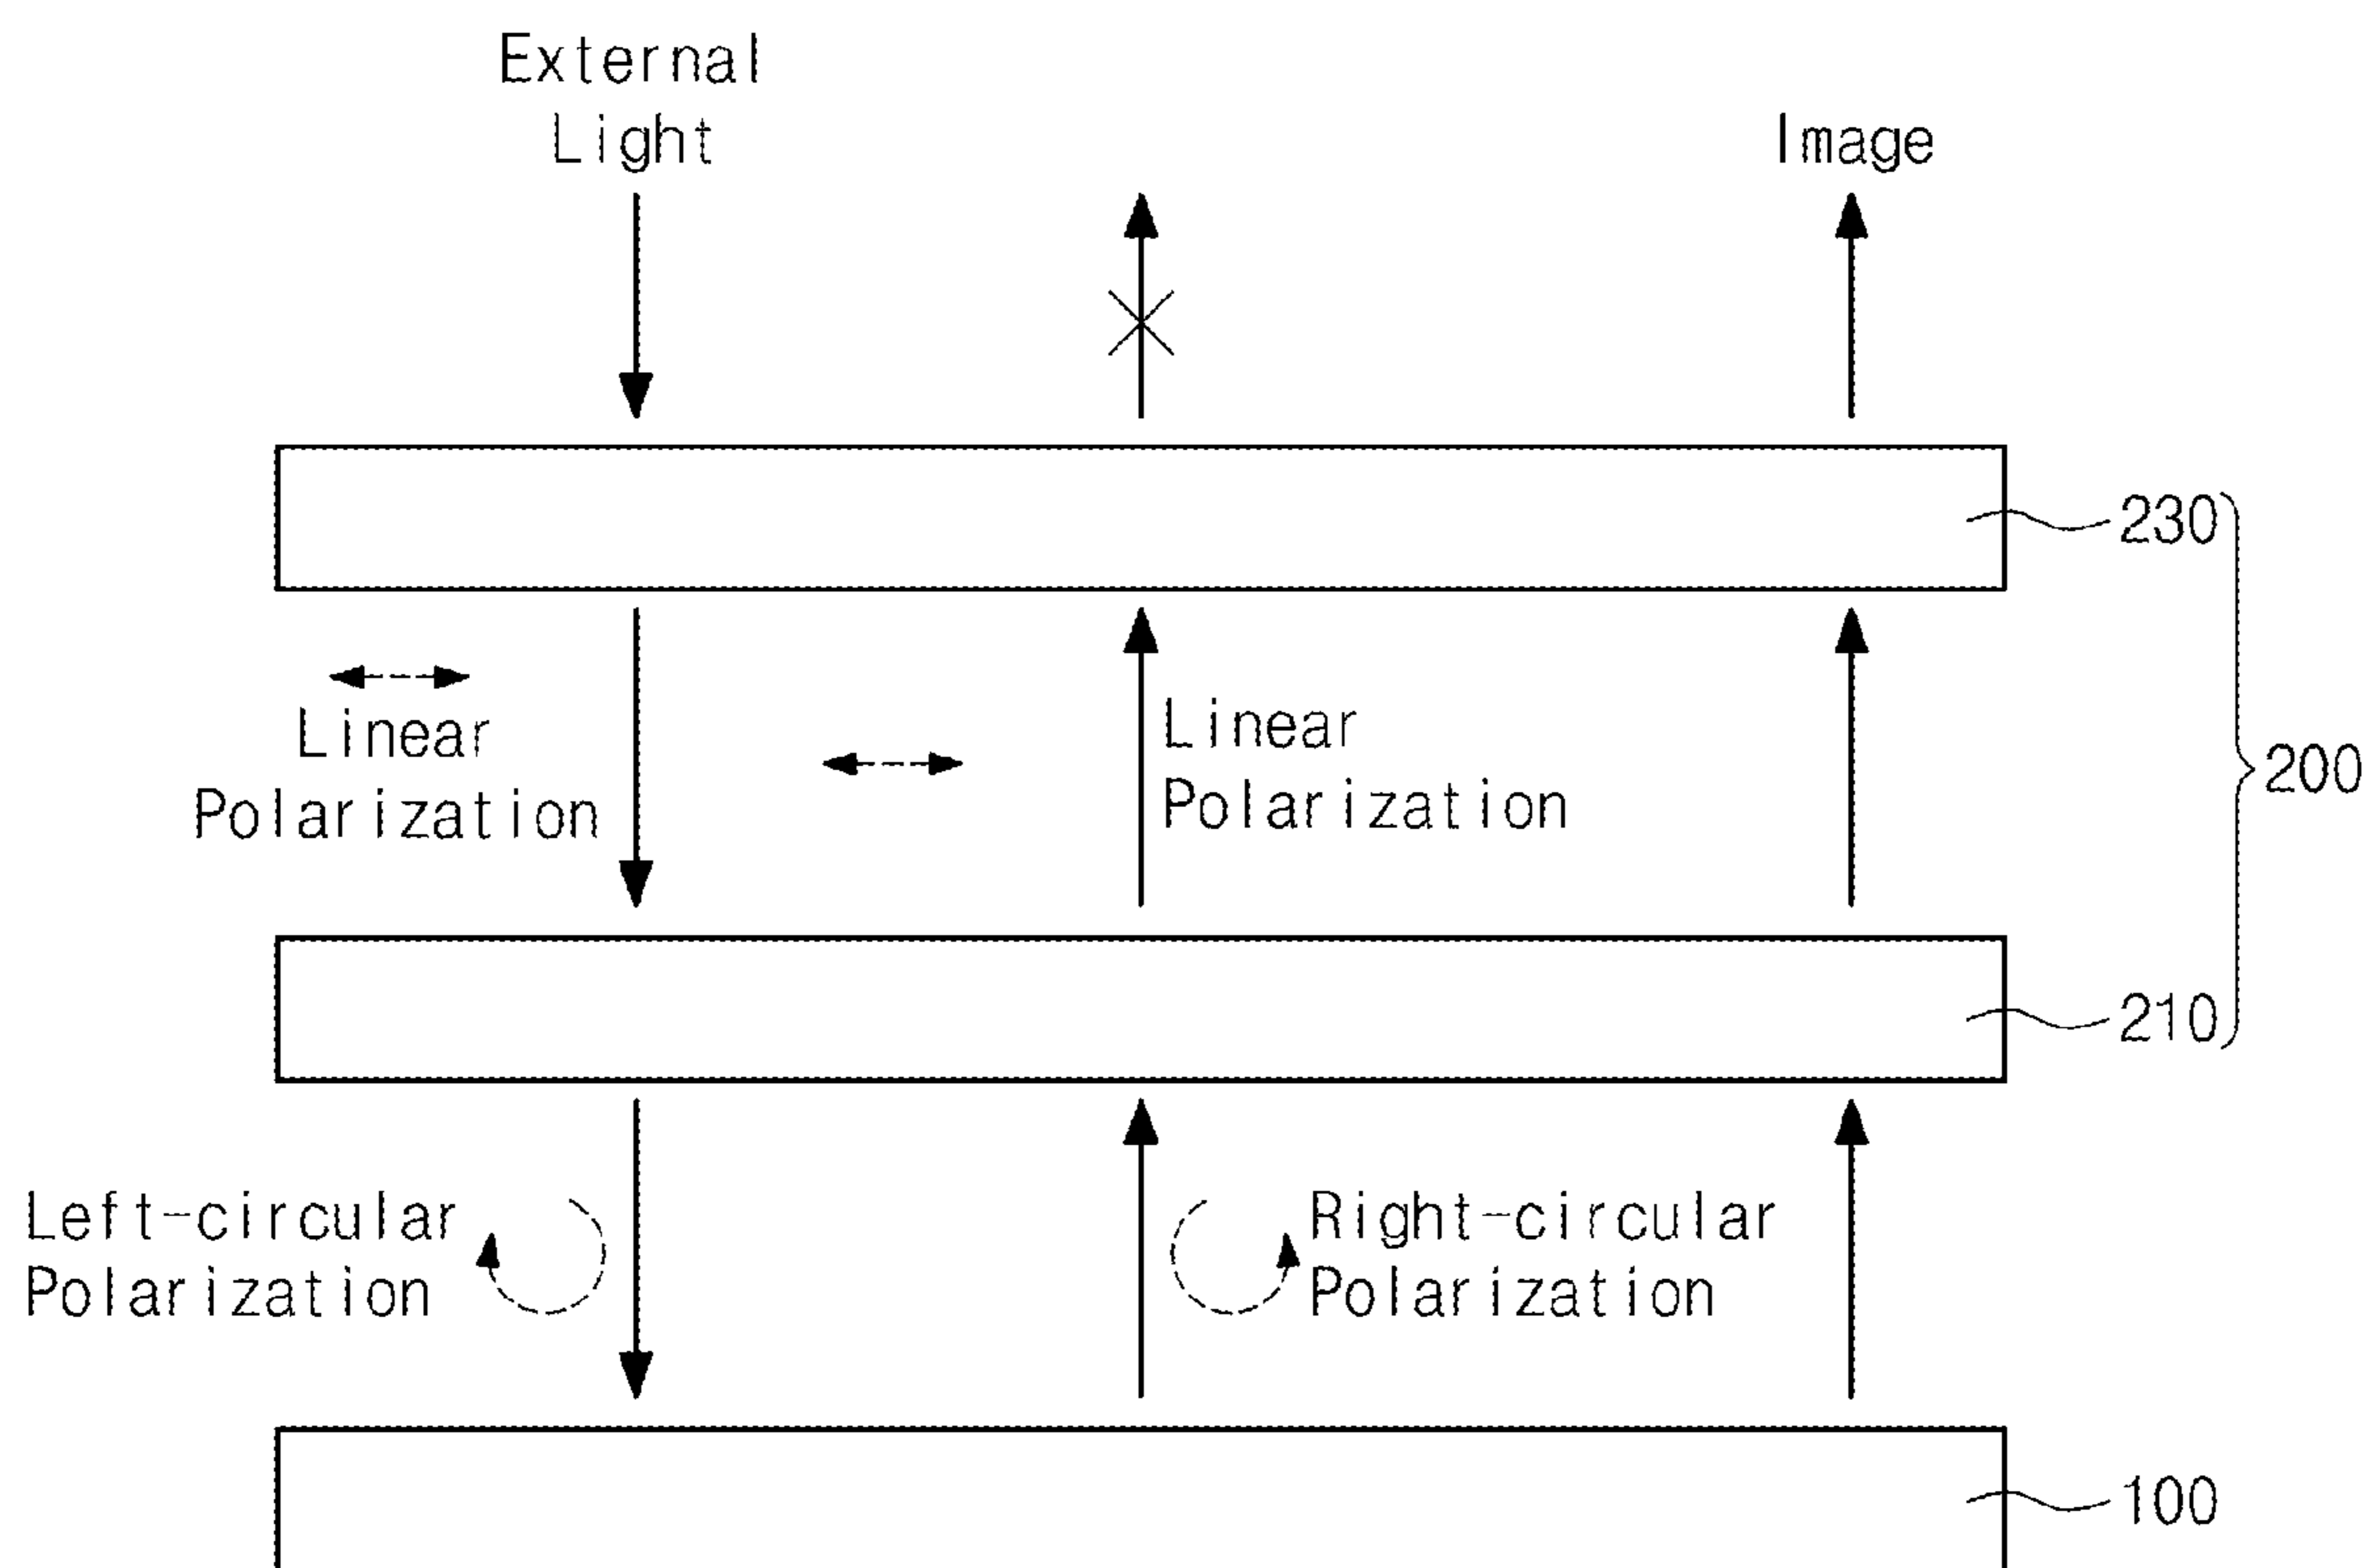 External
Light
Image
230
Linear
Polarization
Linear
Polarization
200
210
Left-circular
Polarization
Right-circular
Polarization
100